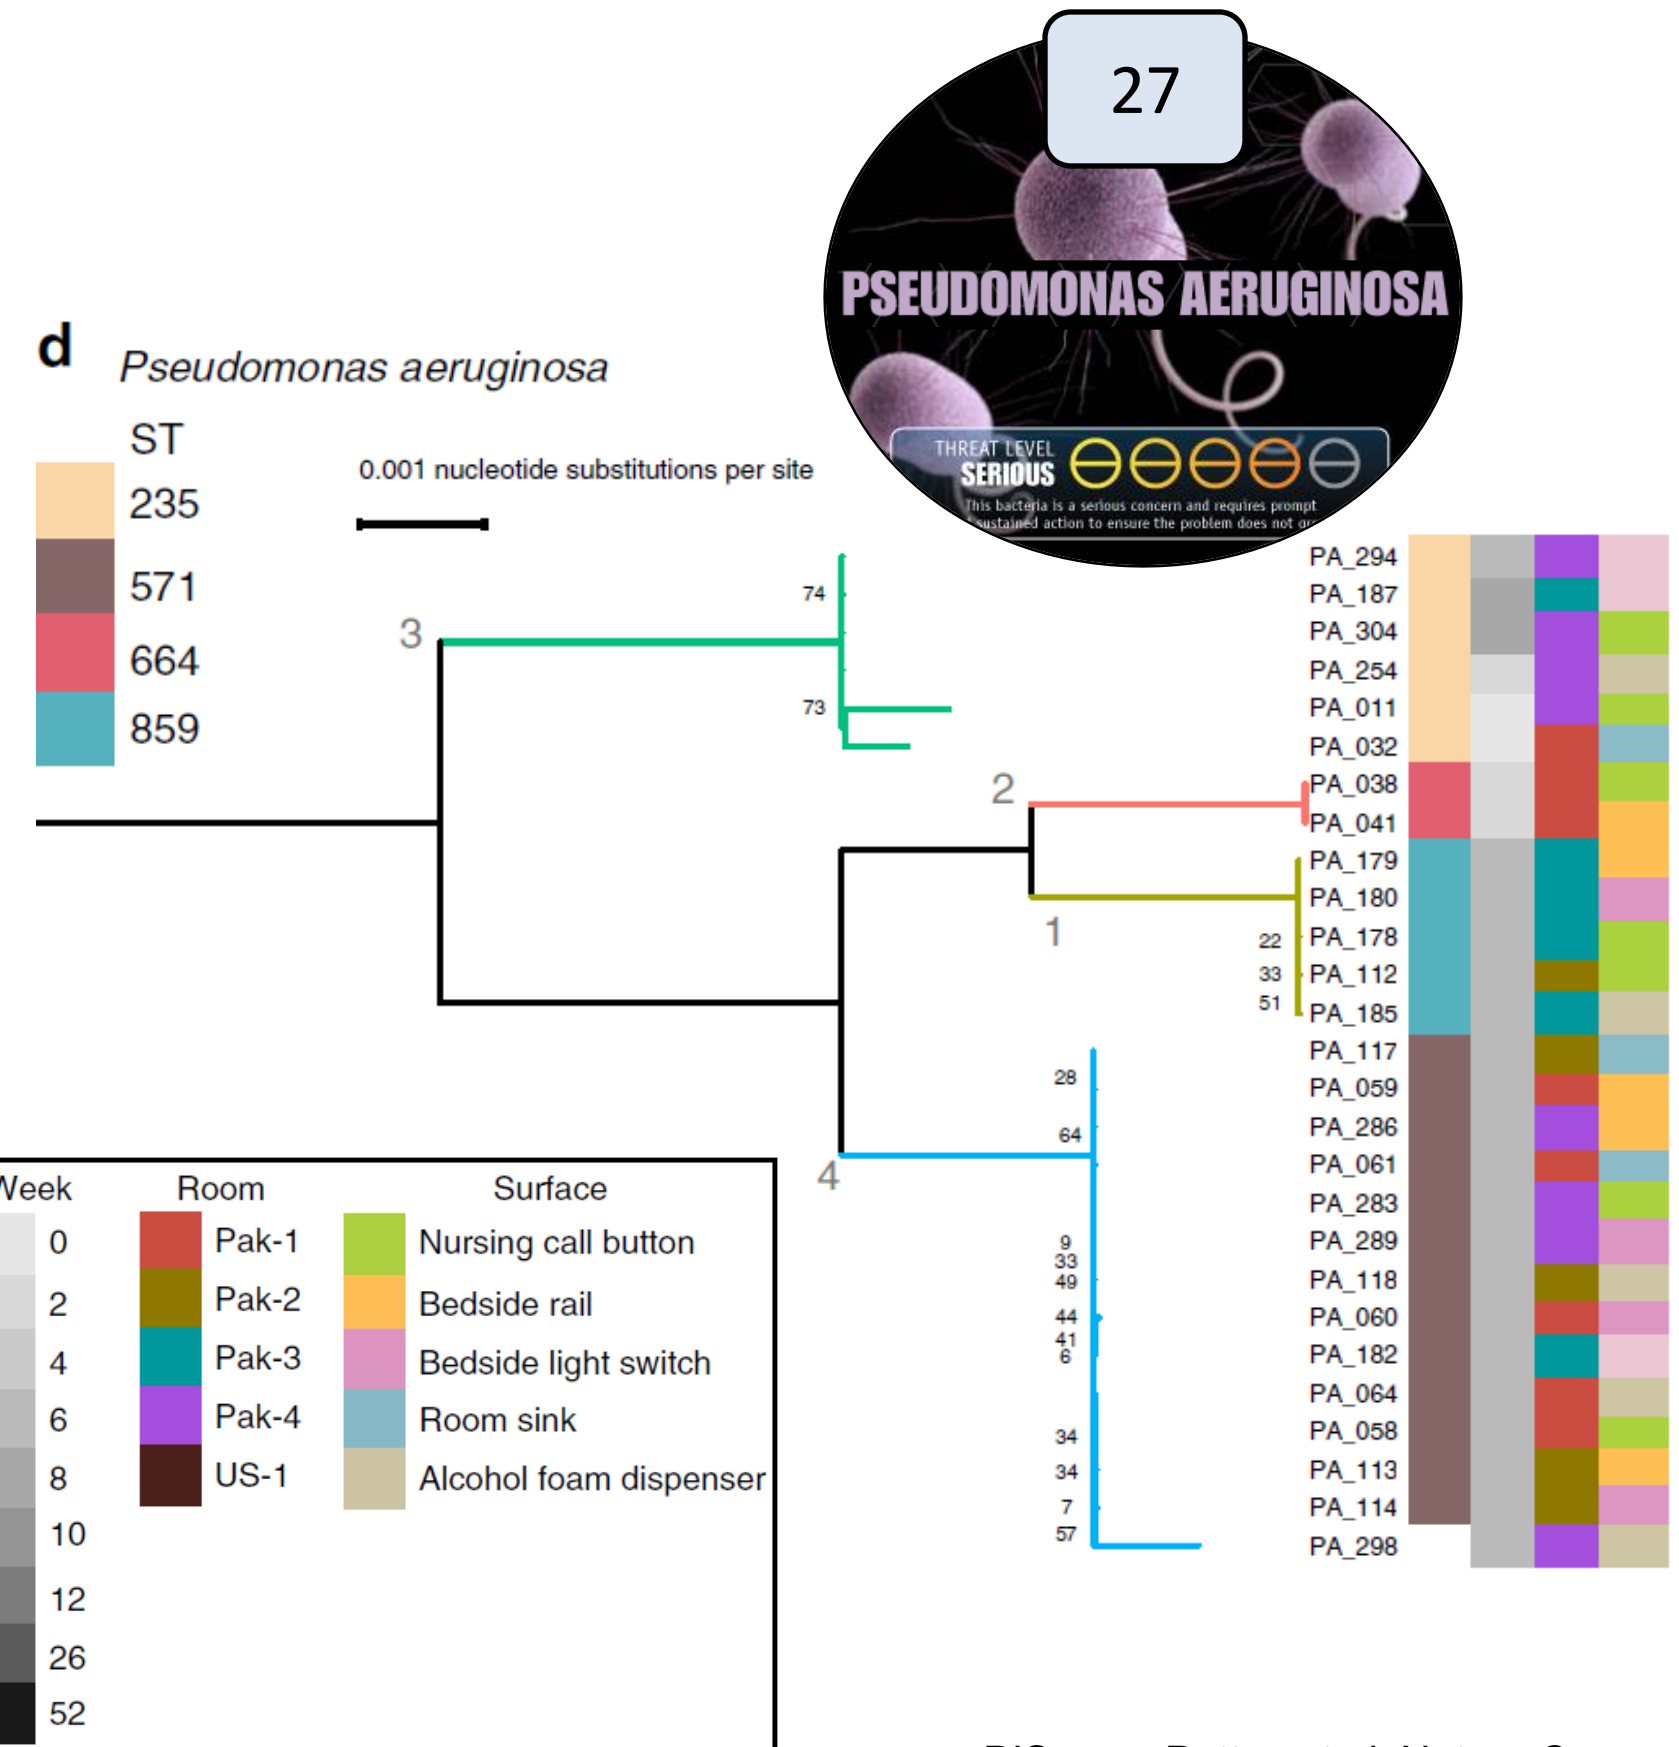 27
PSEUDOMONAS AERUGINOSA
THREAT LEVEL
SERIOUS
This bacteria is a serious concern and requires prompt
sustained action to ensure the problem does not
d
Pseudomonas aeruginosa
ST
235
571
664
859
0.001 nucleotide substitutions per site
3
74
73
2
1
22
33
51
4
28
64
9
33
49
44
41
6
34
34
7
57
PA_294
PA_187
PA_304
PA_254
PA_011
PA_032
PA_038
PA_041
PA_179
PA_180
PA_178
PA_112
PA_185
PA_117
PA_059
PA_286
PA_061
PA_283
PA_289
PA_118
PA_060
PA_182
PA_064
PA_058
PA_113
PA_114
PA_298
Week
0
2
4
6
8
10
12
26
52
Room
Pak-1
Pak-2
Pak-3
Pak-4
US-1
Surface
Nursing call button
Bedside rail
Bedside light switch
Room sink
Alcohol foam dispenser